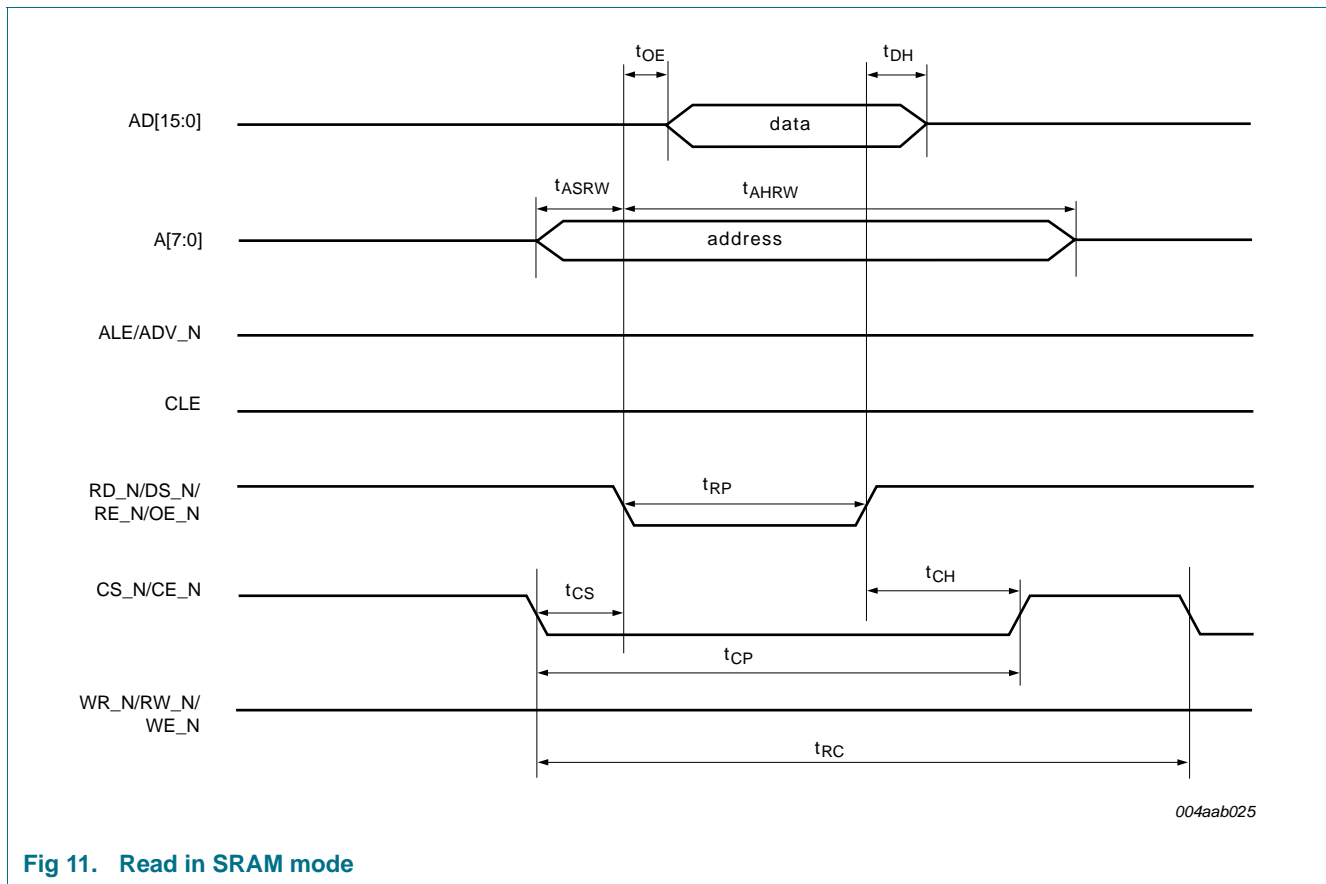 tOE
tDH
AD[15:0]
data
tASRW
tAHRW
A[7:0]
address
ALE/ADV_N
CLE
RD_N/DS_N/
RE_N/OE_N
tRP
CS_N/CE_N
tCS
tCH
tCP
WR_N/RW_N/
WE_N
tRC
004aab025
Fig 11. Read in SRAM mode